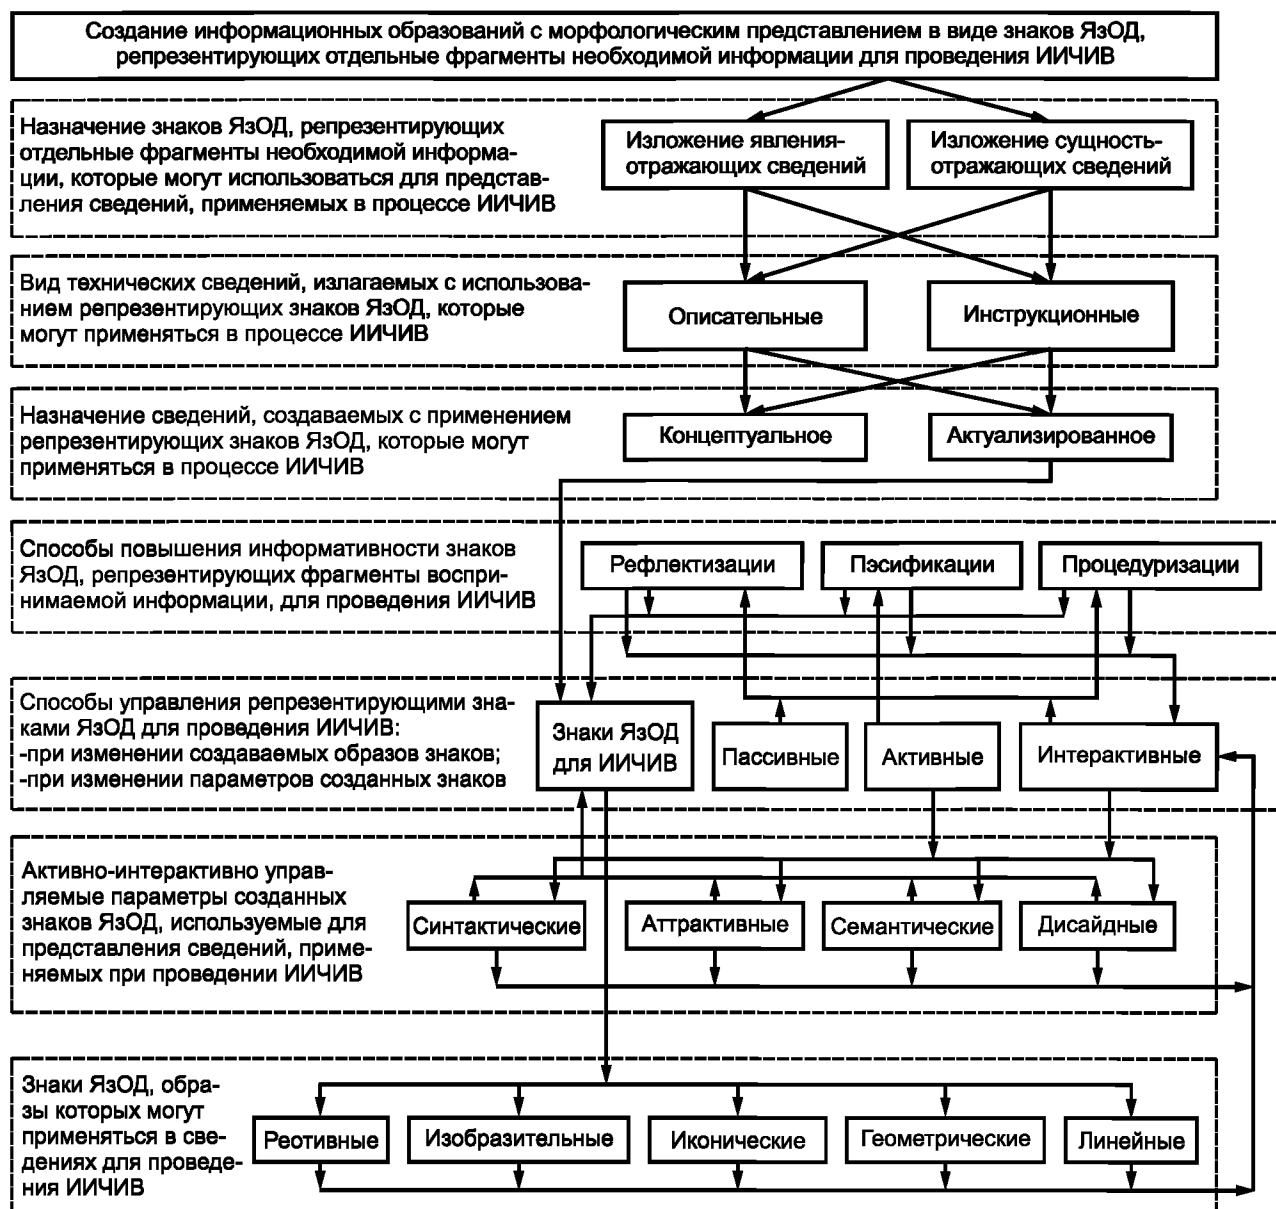 Создание информационных образований с морфологическим представлением в виде знаков ЯзОД,
репрезентирующих отдельные фрагменты необходимой информации для проведения ИИЧИВ
Назначение знаков ЯзОД, репрезентирующих
отдельные фрагменты необходимой информа-
ции, которые могут использоваться для представ-
ления сведений, применяемых в процессе ИИЧИВ
Изложение явления-
отражающих сведений
Изложение сущность-
отражающих сведений
Вид технических сведений, излагаемых с использова-
нием репрезентирующих знаков ЯзОД, которые
могут применяться в процессе ИИЧИВ
Описательные
Инструкционные
Назначение сведений, создаваемых с применением
репрезентирующих знаков ЯзОД, которые могут
применяться в процессе ИИЧИВ
Концептуальное
Актуализированное
Способы повышения информативности знаков
ЯзОД, репрезентирующих фрагменты воспри-
нимаемой информации, для проведения ИИЧИВ
Рефлектизации
Пэсификации
Процедуризации
Способы управления репрезентирующими зна-
ками ЯзОД для проведения ИИЧИВ:
-при изменении создаваемых образов знаков;
-при изменении параметров созданных знаков
Знаки ЯзОД
для ИИЧИВ
Пассивные
Активные
Интерактивные
Активно-интерактивно управ-
ляемые параметры созданных
знаков ЯзОД, используемые для
представления сведений, приме-
няемых при проведении ИИЧИВ
Синтактические
Аттрактивные
Семантические
Дисайдные
Знаки ЯзОД, обра-
зы которых могут
применяться в све-
дениях для проведе-
ния ИИЧИВ
Реотивные
Изобразительные
Иконические
Геометрические
Линейные